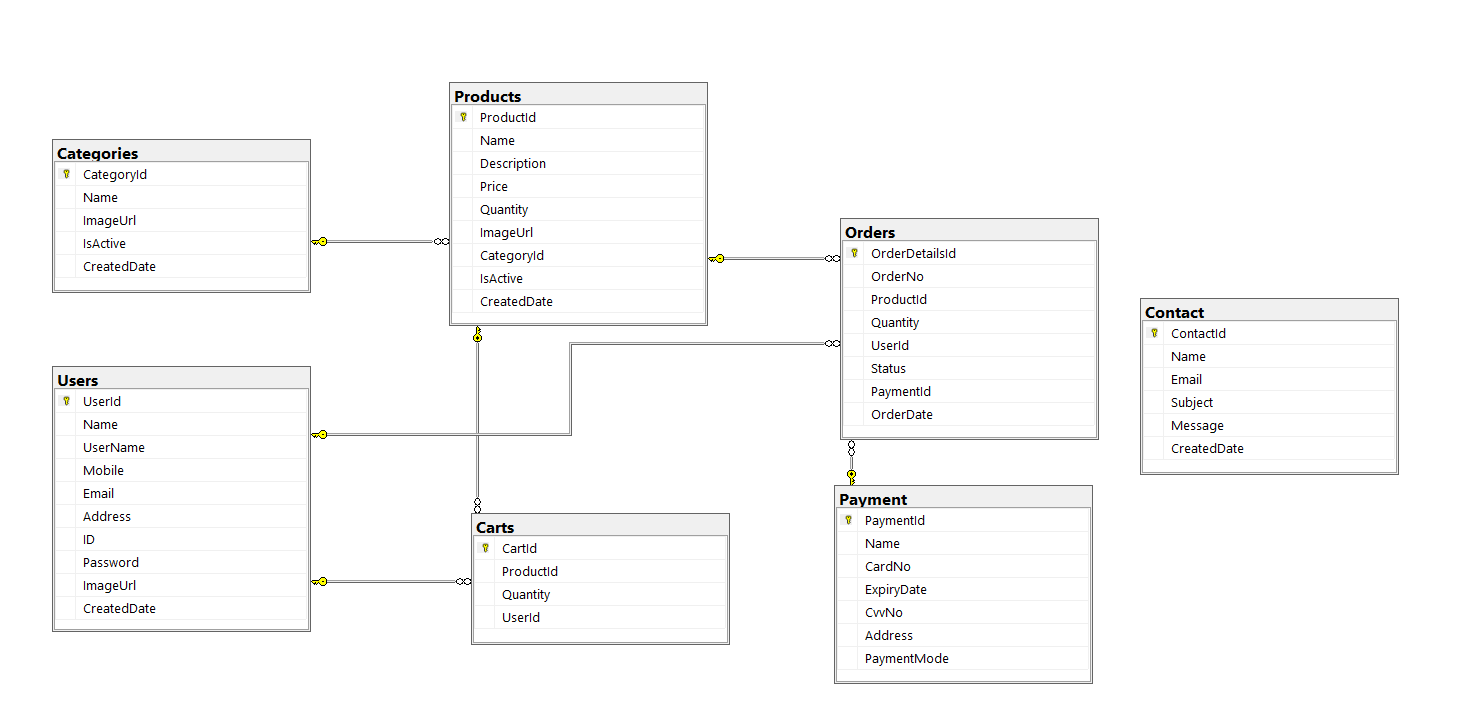 Categories
CategoryId
Name
ImageUrl
IsActive
CreatedDate
Products
ProductId
Name
Description
Price
Quantity
ImageUrl
CategoryId
IsActive
CreatedDate
Orders
OrderDetailsId
OrderNo
ProductId
Quantity
UserId
Status
PaymentId
OrderDate
Contact
ContactId
Name
Email
Subject
Message
CreatedDate
Users
UserId
Name
UserName
Mobile
Email
Address
ID
Password
ImageUrl
CreatedDate
Carts
CartId
ProductId
Quantity
UserId
Payment
PaymentId
Name
CardNo
ExpiryDate
CvvNo
Address
PaymentMode